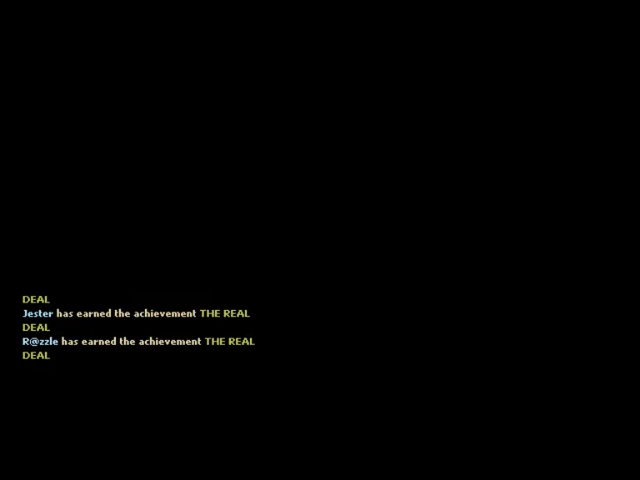 DEAL
Jester has earned the achievement THE REAL
DEAL
R@zzle has earned the achievement THE REAL
DEAL